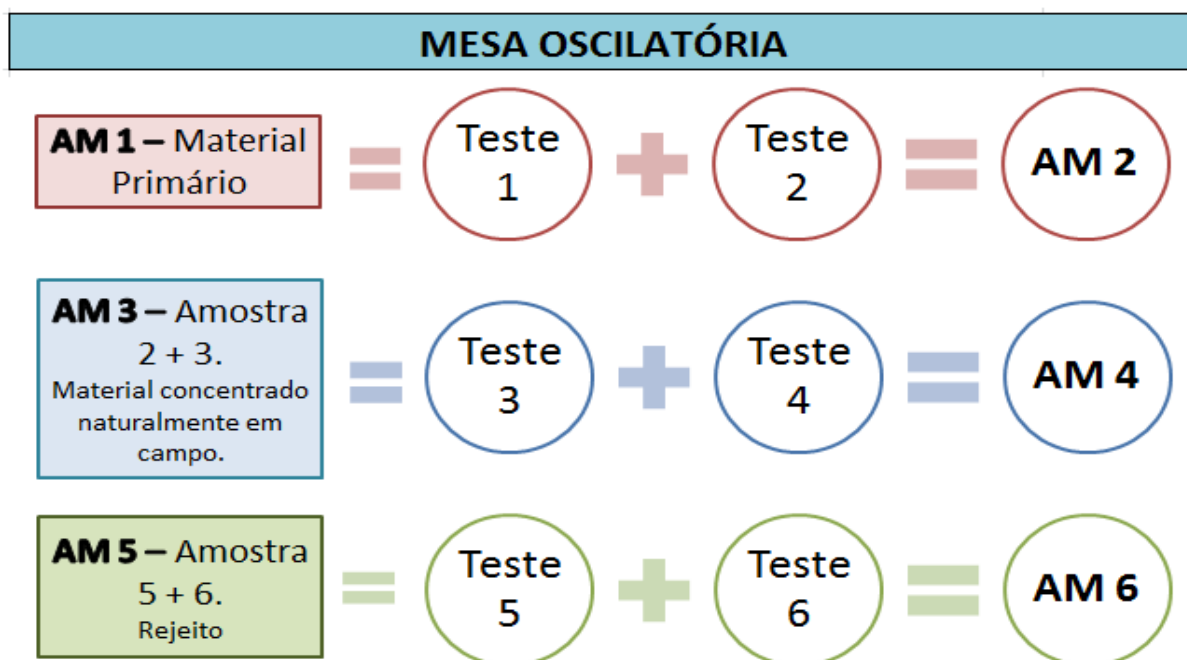 MESA OSCILATÓRIA
AM 1 – Material
Primário
=
Teste
1
+
Teste
2
=
AM 2
AM 3 – Amostra
2 + 3.
Material concentrado
naturalmente em
campo.
=
Teste
3
+
Teste
4
=
AM 4
AM 5 – Amostra
5 + 6.
Rejeito
=
Teste
5
+
Teste
6
=
AM 6